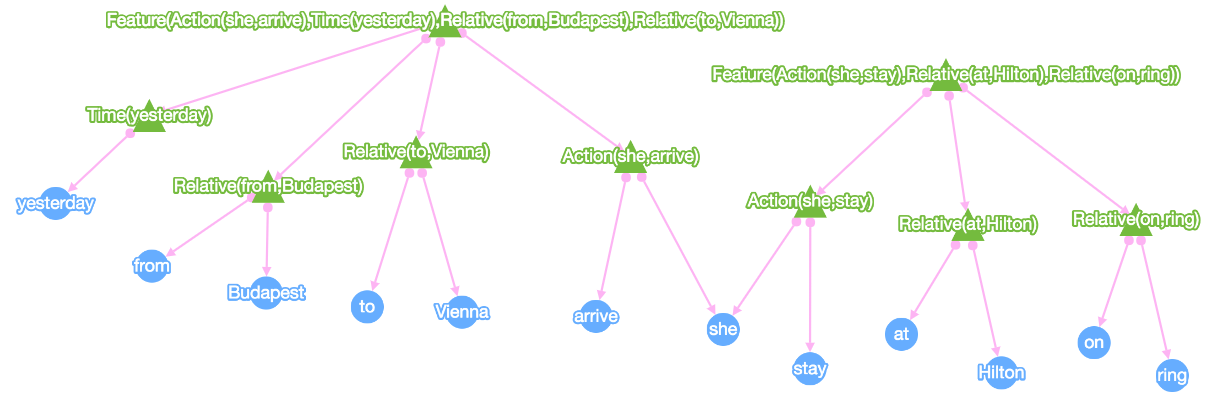 Feature(Action(she,arrive),Time(yesterday),Relative(from,Budapest),Relative(to,Vienna))
Feature(Action(she,stay),Relative(at,Hilton),Relative(on,ring))
Time(yesterday)
Relative(to,Vienna)
Action(she,arrive)
Relative(from,Budapest)
Action(she,stay)
Relative(at,Hilton)
Relative(on,ring)
yesterday
from
Budapest
to
Vienna
arrive
she
at
on
stay
Hilton
ring